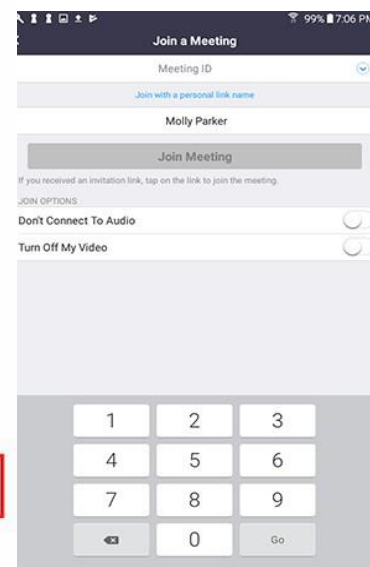 99% 7:06 PM
Join a Meeting
Meeting ID
Join with a personal link name
Molly Parker
Join Meeting
If you received an invitation link, tap on the link to join the meeting.
JOIN OPTIONS
Don't Connect To Audio
Turn Off My Video
1 2 3
4 5 6
7 8 9
0 Go